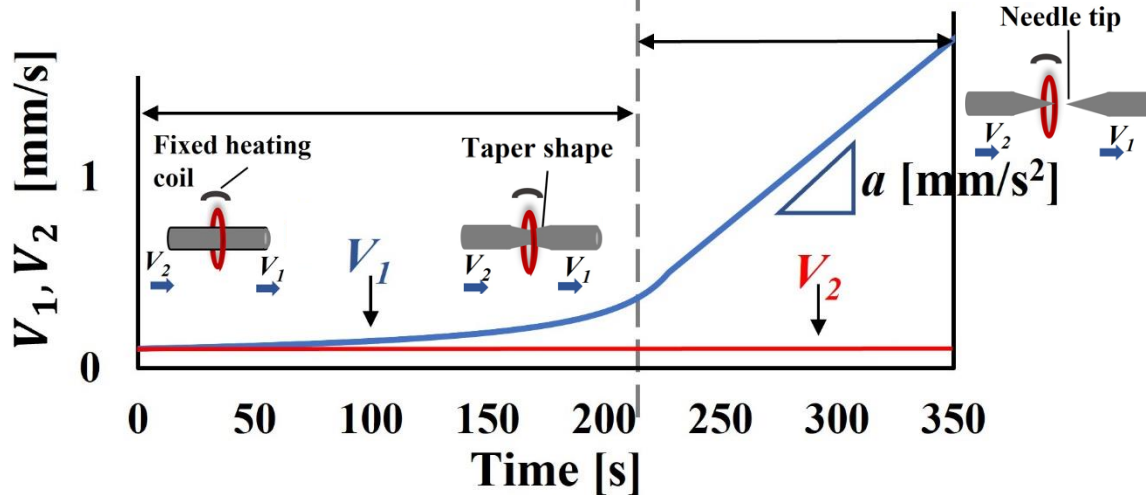 Needle tip
V₂
V₁
V₁, V₂ [mm/s]
1
0
Fixed heating
coil
V₂
V₁
V₁
Taper shape
V₂
V₁
a [mm/s²]
V₂
0
50
100
150
200
250
300
350
Time [s]